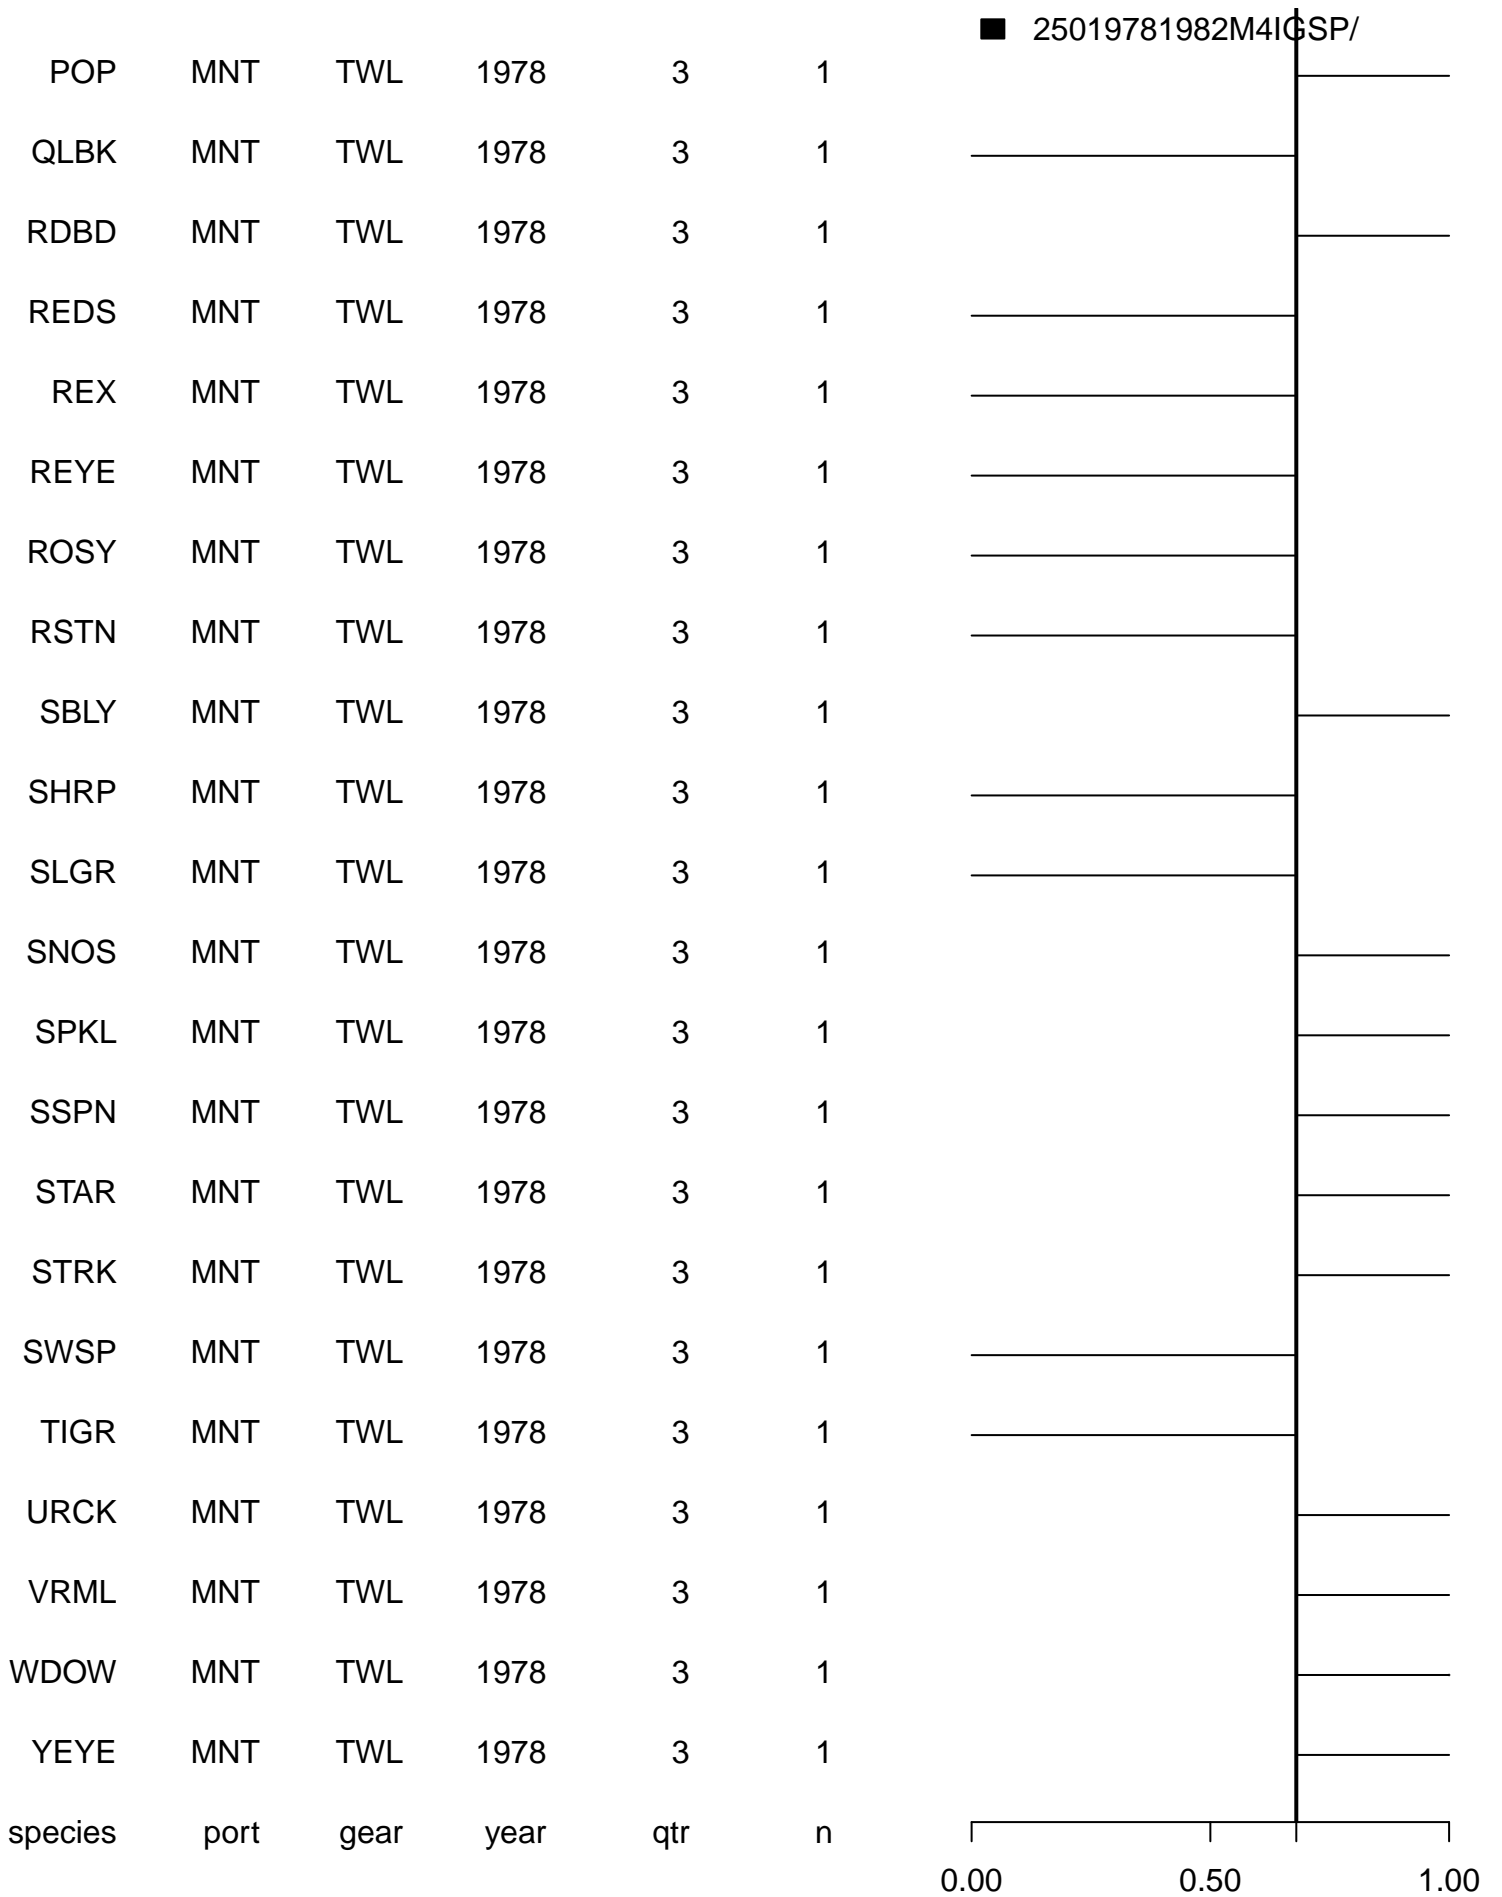 25019781982M4IGSP/
POP MNT TWL 1978 3 1
QLBK MNT TWL 1978 3 1
RDBD MNT TWL 1978 3 1
REDS MNT TWL 1978 3 1
REX MNT TWL 1978 3 1
REYE MNT TWL 1978 3 1
ROSY MNT TWL 1978 3 1
RSTN MNT TWL 1978 3 1
SBLY MNT TWL 1978 3 1
SHRP MNT TWL 1978 3 1
SLGR MNT TWL 1978 3 1
SNOS MNT TWL 1978 3 1
SPKL MNT TWL 1978 3 1
SSPN MNT TWL 1978 3 1
STAR MNT TWL 1978 3 1
STRK MNT TWL 1978 3 1
SWSP MNT TWL 1978 3 1
TIGR MNT TWL 1978 3 1
URCK MNT TWL 1978 3 1
VRML MNT TWL 1978 3 1
WDOW MNT TWL 1978 3 1
YEYE MNT TWL 1978 3 1
species port gear year qtr n
0.00 0.50 1.00